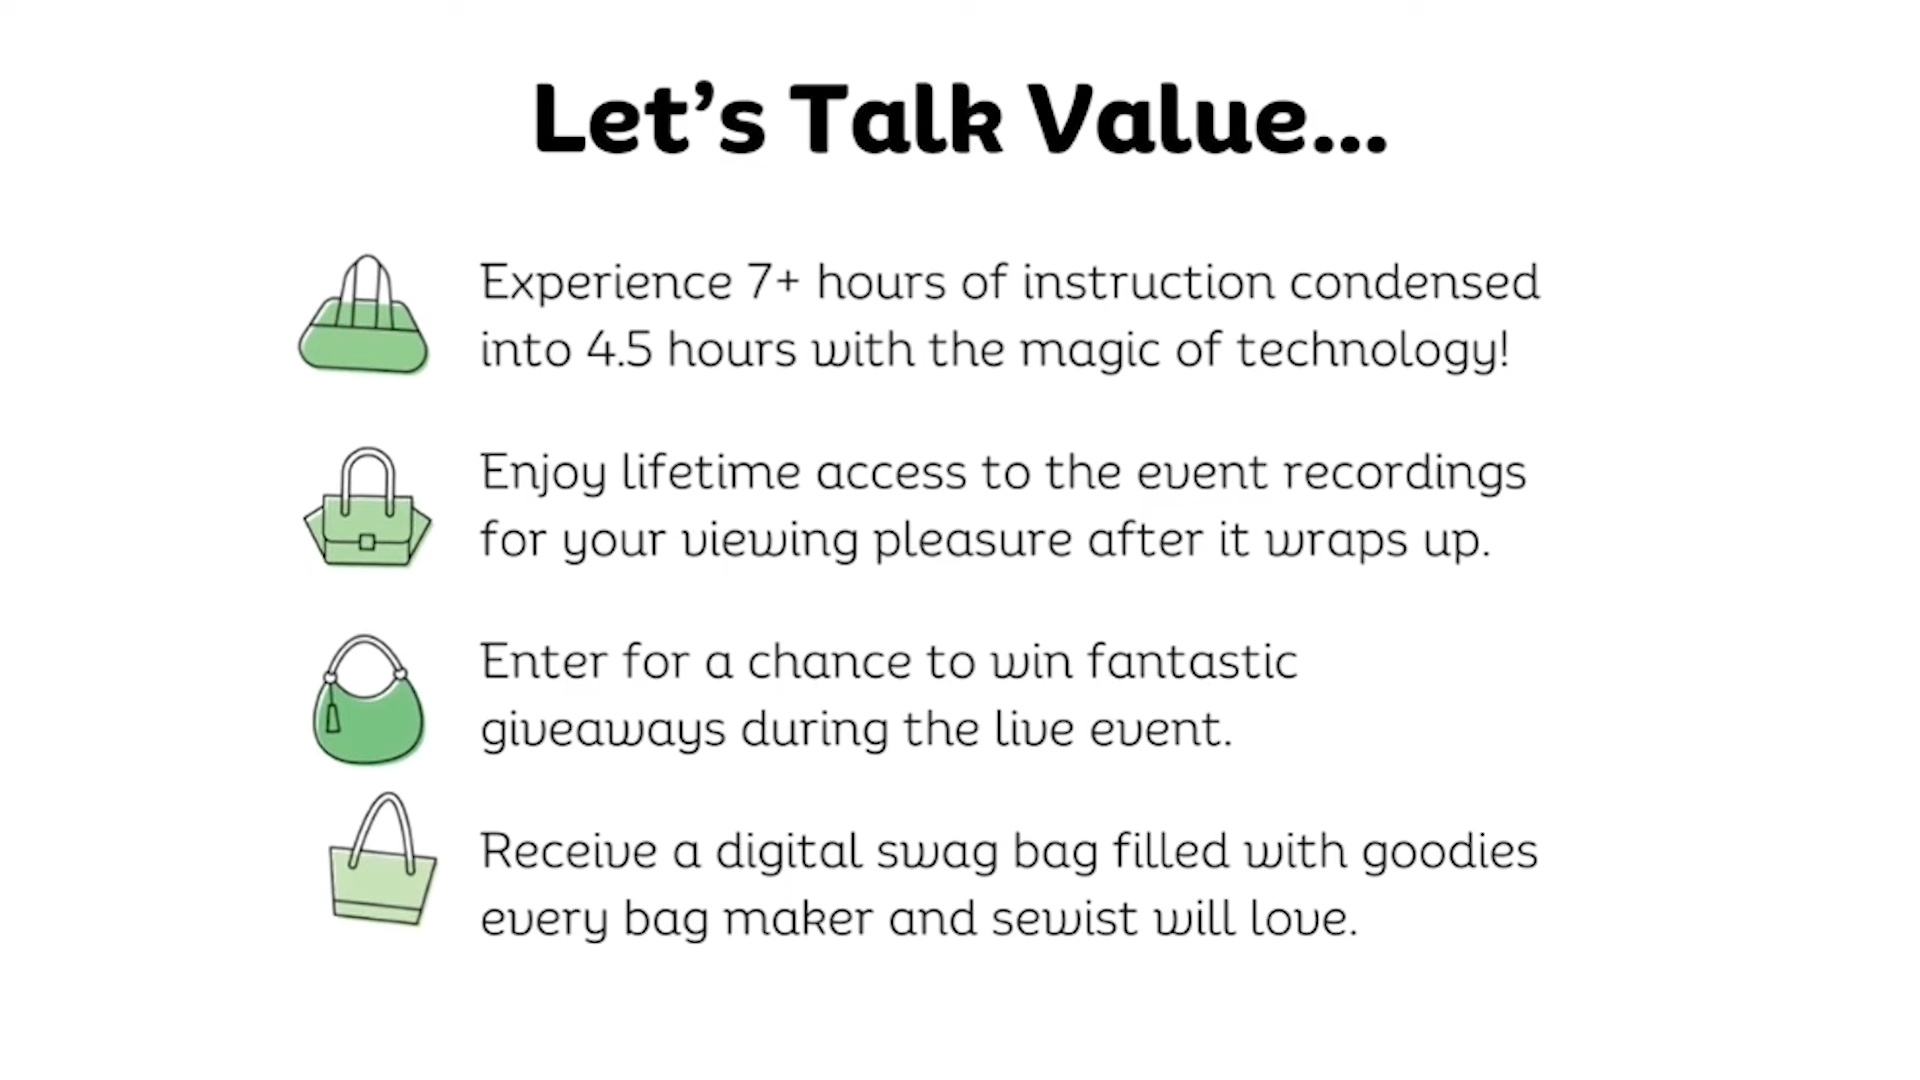 Let’s Talk Value...
Experience 7+ hours of instruction condensed
into 4.5 hours with the magic of technology!
Enjoy lifetime access to the event recordings
for your viewing pleasure after it wraps up.
Enter for a chance to win fantastic
giveaways during the live event.
Receive a digital swag bag filled with goodies
every bag maker and sewist will love.